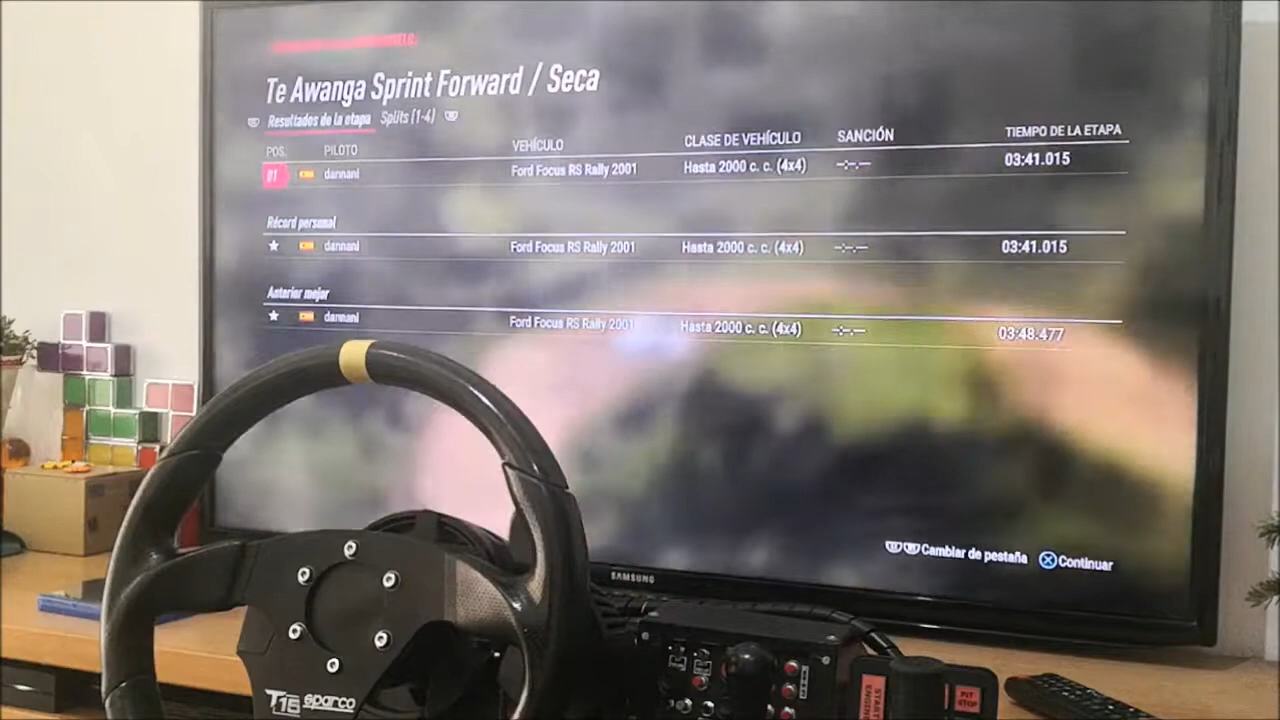 Te Awanga Sprint Forward / Seca
Resultados de la etapa Splits (1-4)
POS. PILOTO VEHÍCULO CLASE DE VEHÍCULO SANCIÓN TIEMPO DE LA ETAPA
01 dannani Ford Focus RS Rally 2001 Hasta 2000 c. c. (4x4) --:--.--- 03:41.015
Récord personal
dannani Ford Focus RS Rally 2001 Hasta 2000 c. c. (4x4) --:--.--- 03:41.015
Anterior mejor
dannani Ford Focus RS Rally 2001 Hasta 2000 c. c. (4x4) --:--.--- 03:48.477
Cambiar de pestaña Continuar
SAMSUNG
sparco
START
PIT
STOP